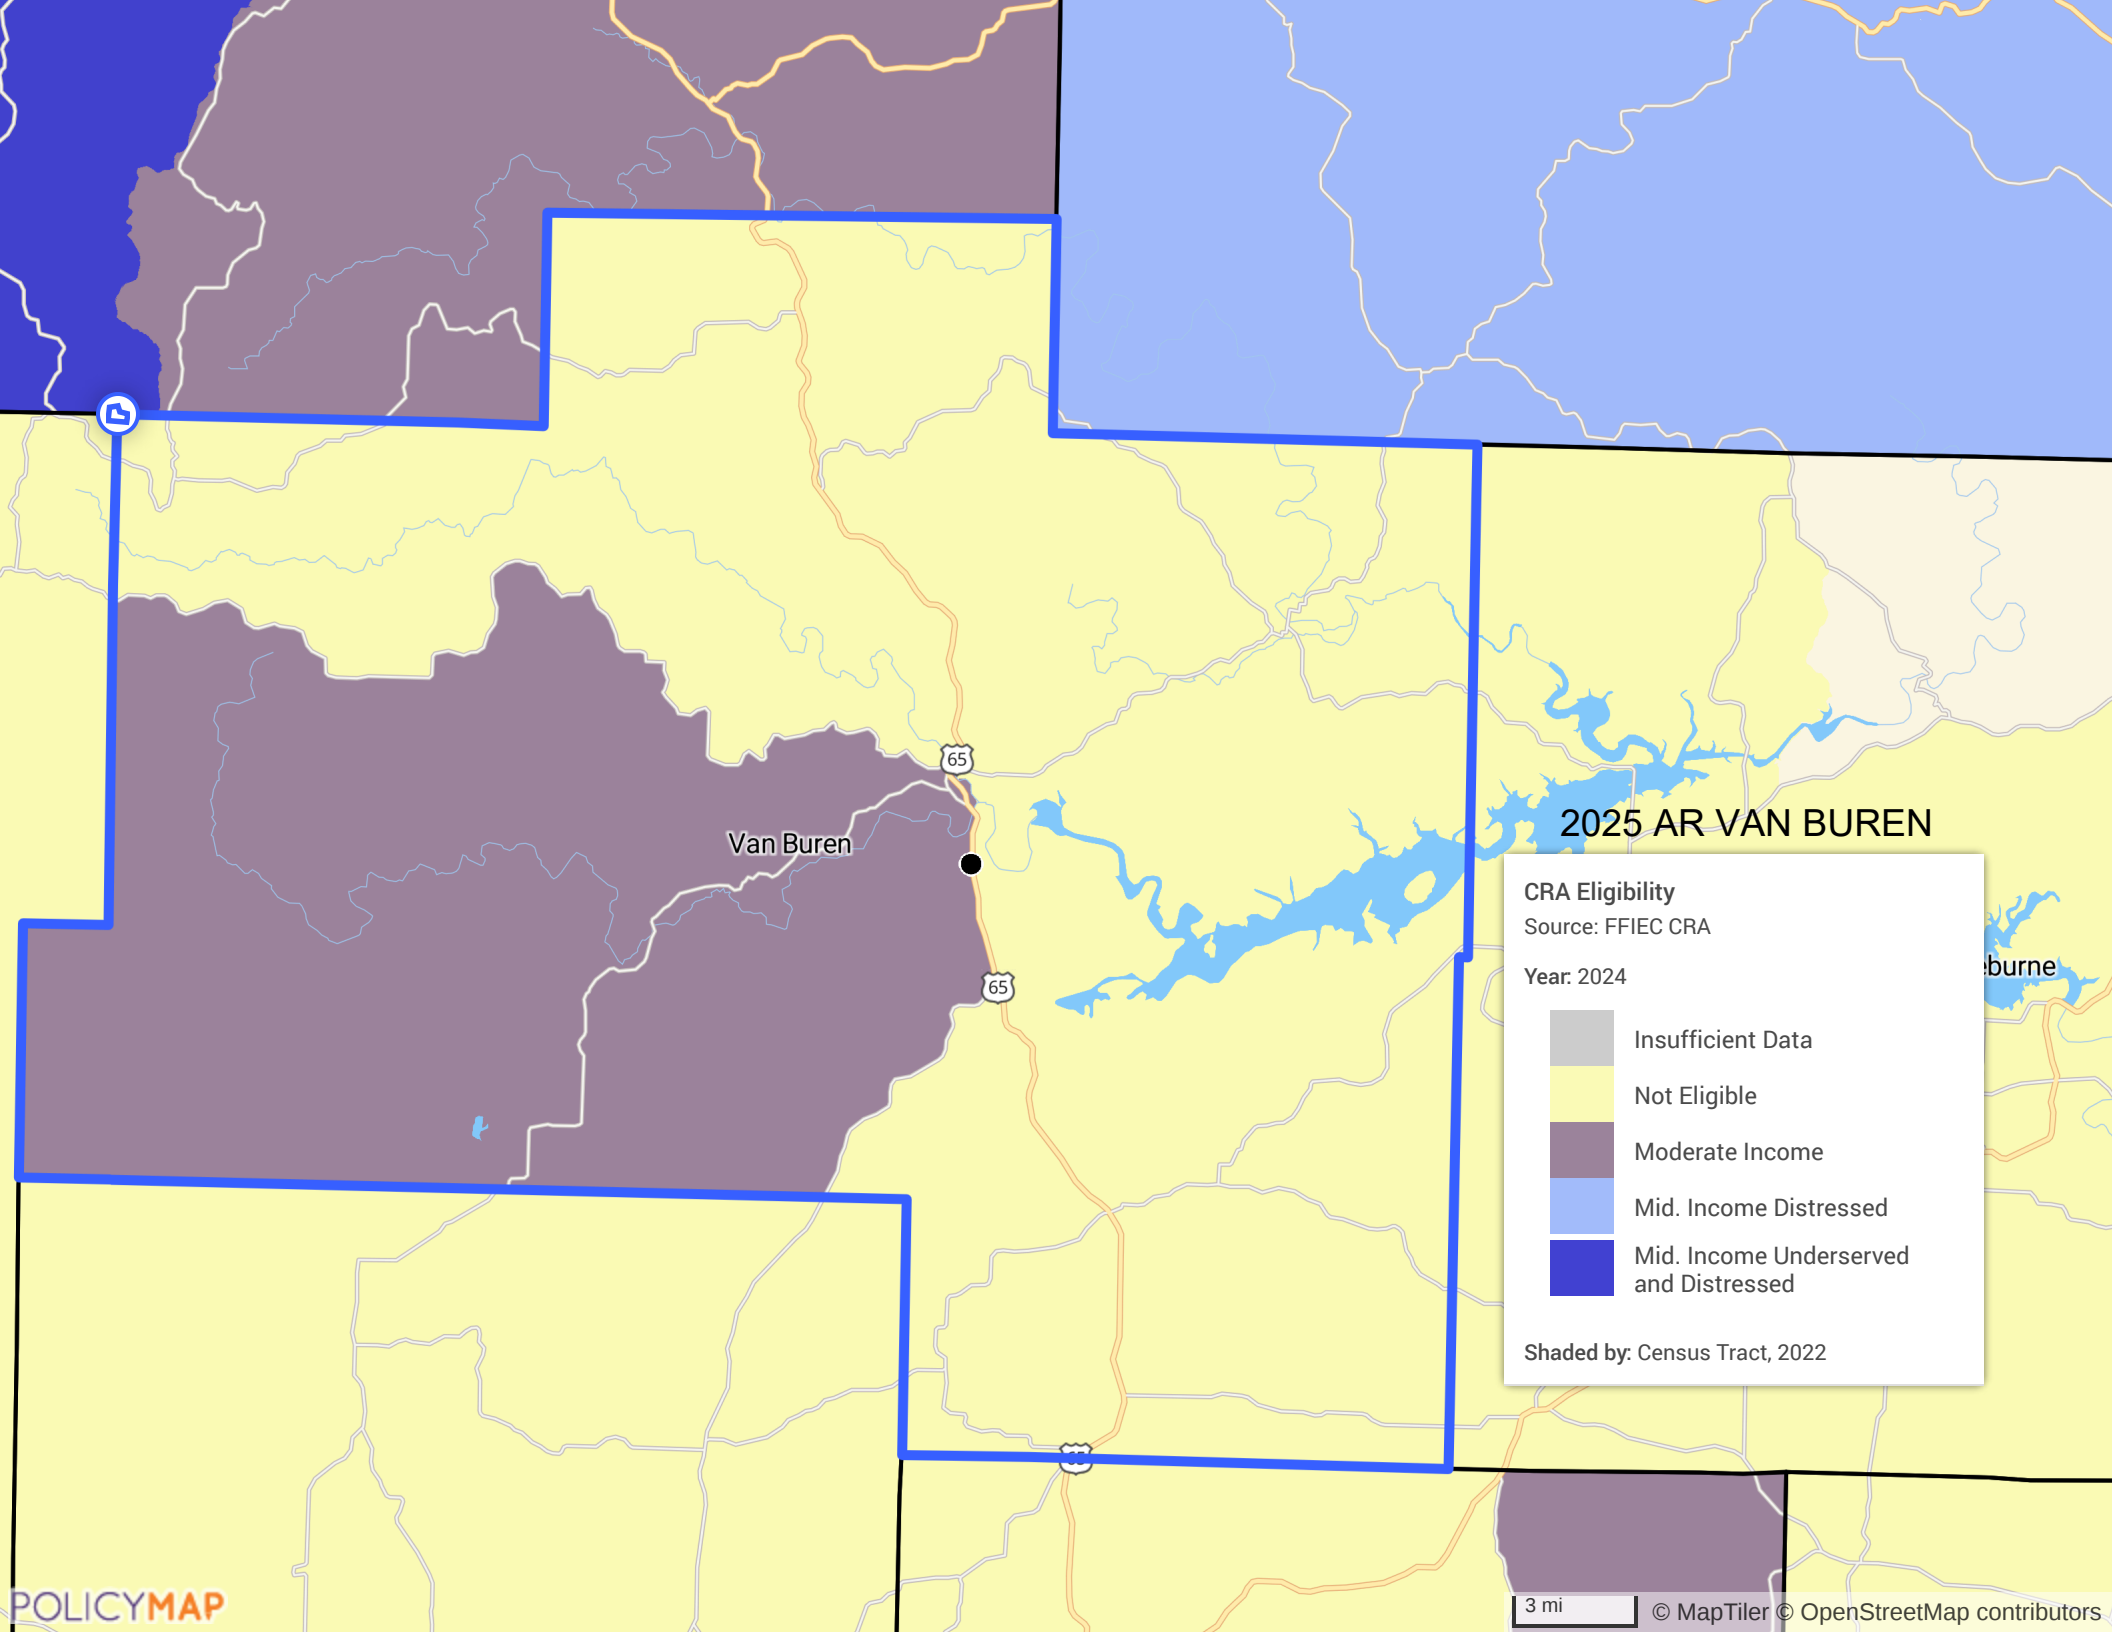 65
2025 AR VAN BUREN
Van Buren
CRA Eligibility
Source: FFIEC CRA
Year: 2024
Insufficient Data
Not Eligible
Moderate Income
Mid. Income Distressed
Mid. Income Underserved
and Distressed
Shaded by: Census Tract, 2022
eburne
65
65
POLICYMAP
3 mi
© MapTiler © OpenStreetMap contributors